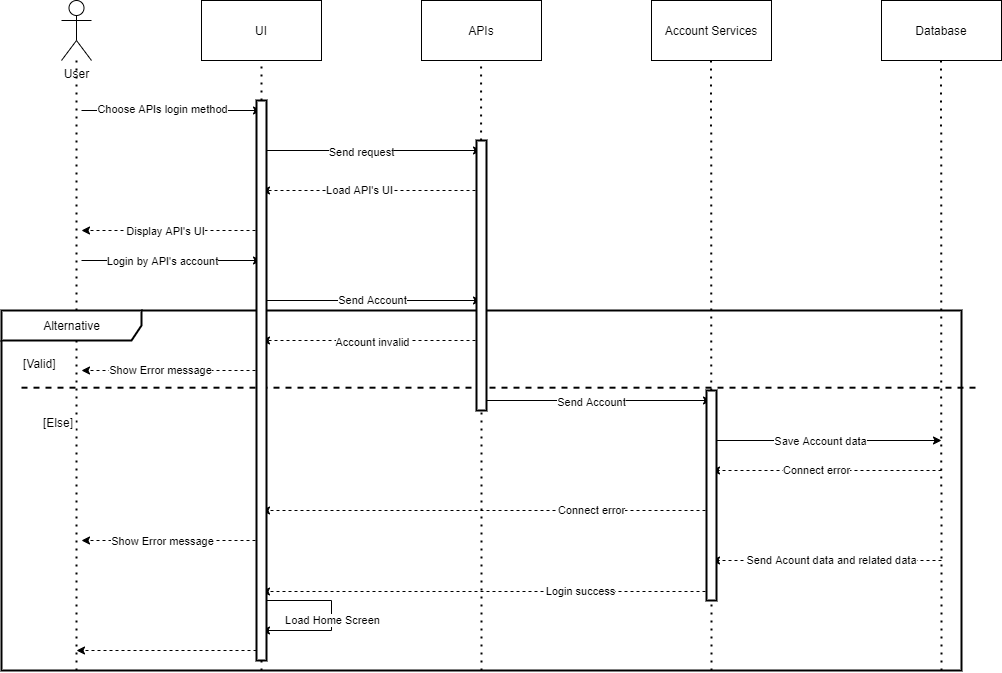 User
UI
APIs
Account Services
Database
Choose APIs login method
Send request
Load API's UI
Display API's UI
Login by API's account
Send Account
Alternative
Account invalid
[Valid]
Show Error message
Send Account
[Else]
Save Account data
Connect error
Connect error
Show Error message
Send Acount data and related data
Login success
Load Home Screen